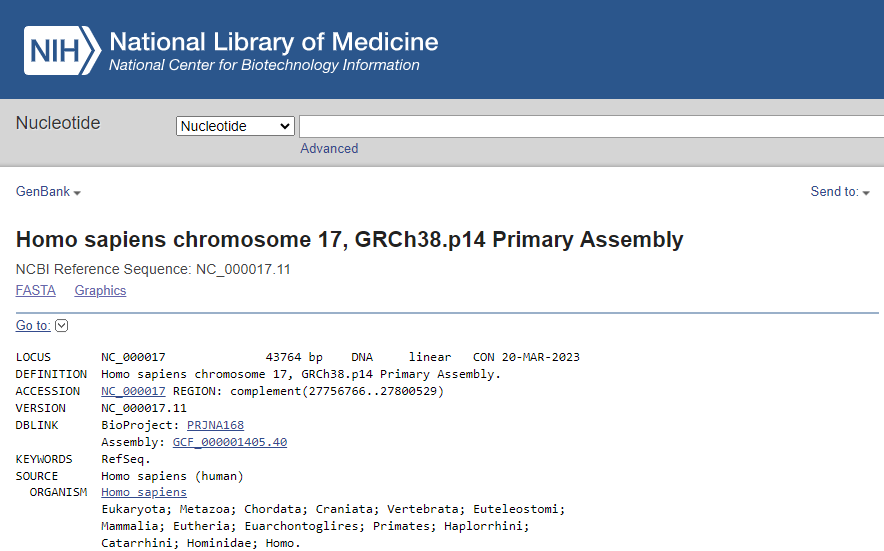 NIH National Library of Medicine
National Center for Biotechnology Information
Nucleotide Nucleotide
Advanced
GenBank Send to:
Homo sapiens chromosome 17, GRCh38.p14 Primary Assembly
NCBI Reference Sequence: NC_000017.11
FASTA Graphics
Go to:
LOCUS NC_000017 43764 bp DNA linear CON 20-MAR-2023
DEFINITION Homo sapiens chromosome 17, GRCh38.p14 Primary Assembly.
ACCESSION NC_000017 REGION: complement(27756766..27800529)
VERSION NC_000017.11
DBLINK BioProject: PRJNA168
Assembly: GCF_000001405.40
KEYWORDS RefSeq.
SOURCE Homo sapiens (human)
ORGANISM Homo sapiens
Eukaryota; Metazoa; Chordata; Craniata; Vertebrata; Euteleostomi;
Mammalia; Eutheria; Euarchontoglires; Primates; Haplorrhini;
Catarrhini; Hominidae; Homo.